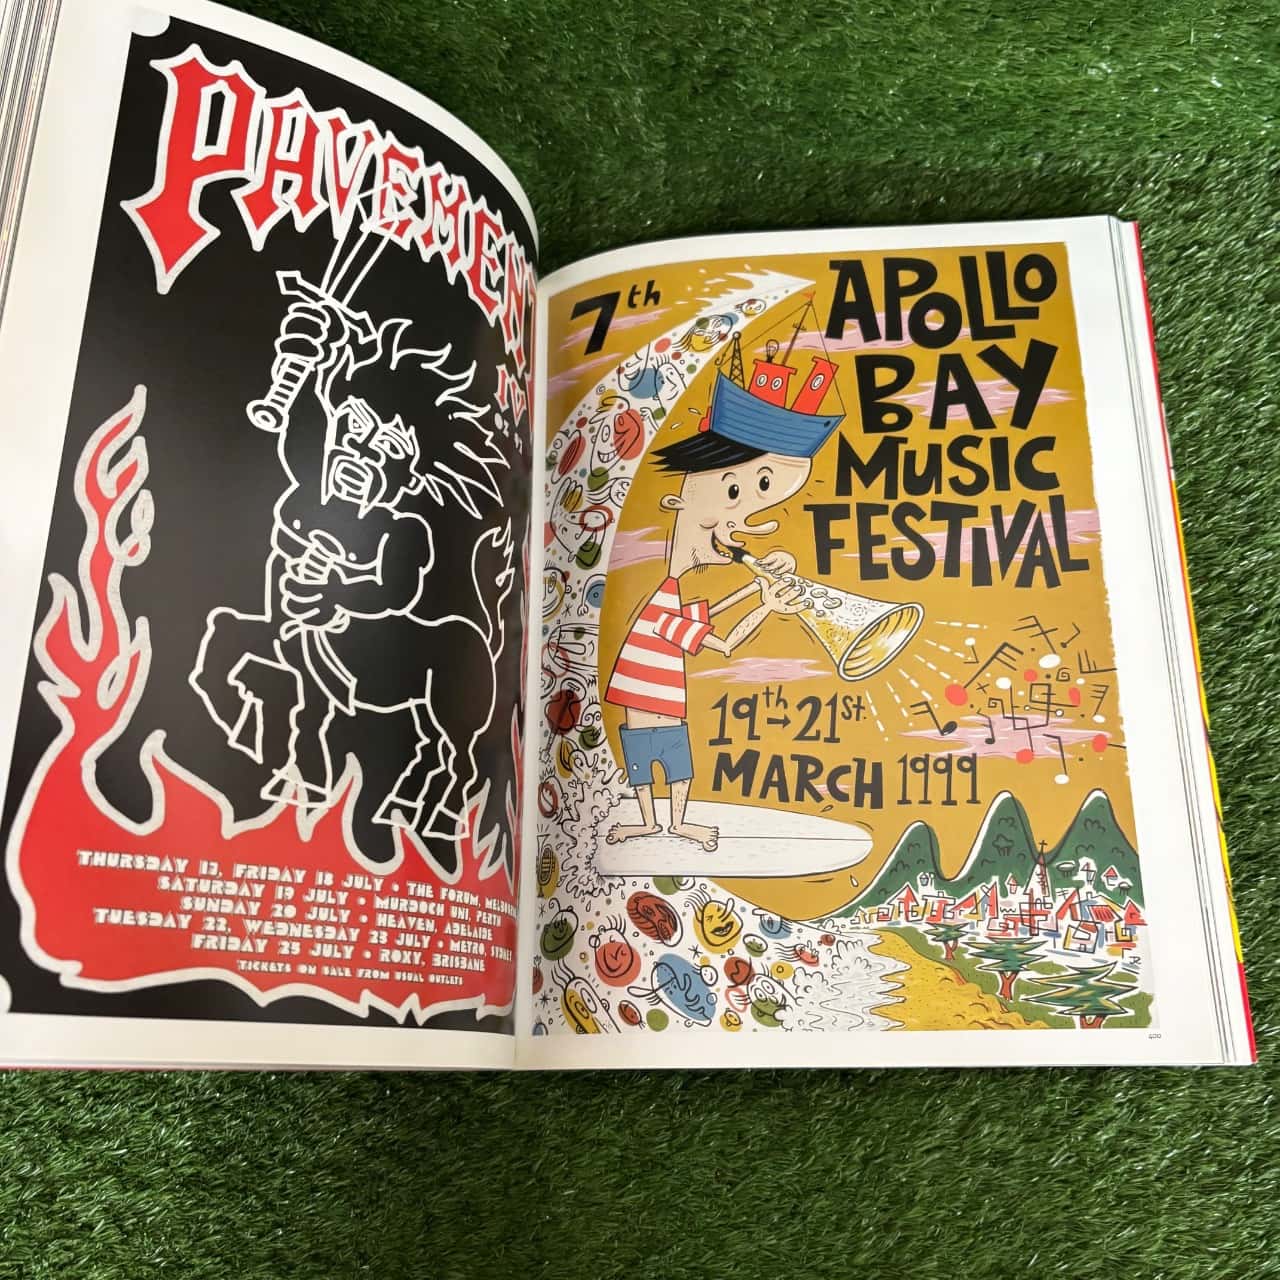 PAVEMENT
THURSDAY 17, FRIDAY 18 JULY • THE FORUM, MELBOURNE
SATURDAY 19 JULY • MURDOCH UNI, PERTH
SUNDAY 20 JULY • HEAVEN, ADELAIDE
TUESDAY 22, WEDNESDAY 23 JULY • METRO, SYDNEY
FRIDAY 25 JULY • ROXY, BRISBANE
TICKETS ON SALE FROM USUAL OUTLETS
7th
APOLLO
BAY
MUSIC
FESTIVAL
19th→21st.
MARCH 1999
400